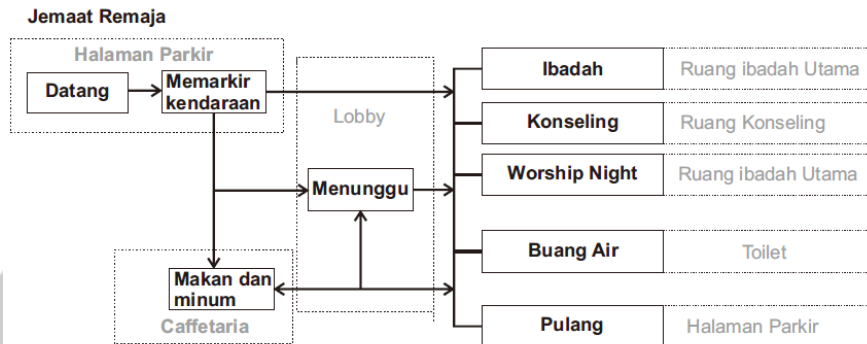 Jemaat Remaja
Halaman Parkir
Datang
Memarkir
kendaraan
Lobby
Menunggu
Makan dan
minum
Caffetaria
Ibadah
Ruang ibadah Utama
Konseling
Ruang Konseling
Worship Night
Ruang ibadah Utama
Buang Air
Toilet
Pulang
Halaman Parkir